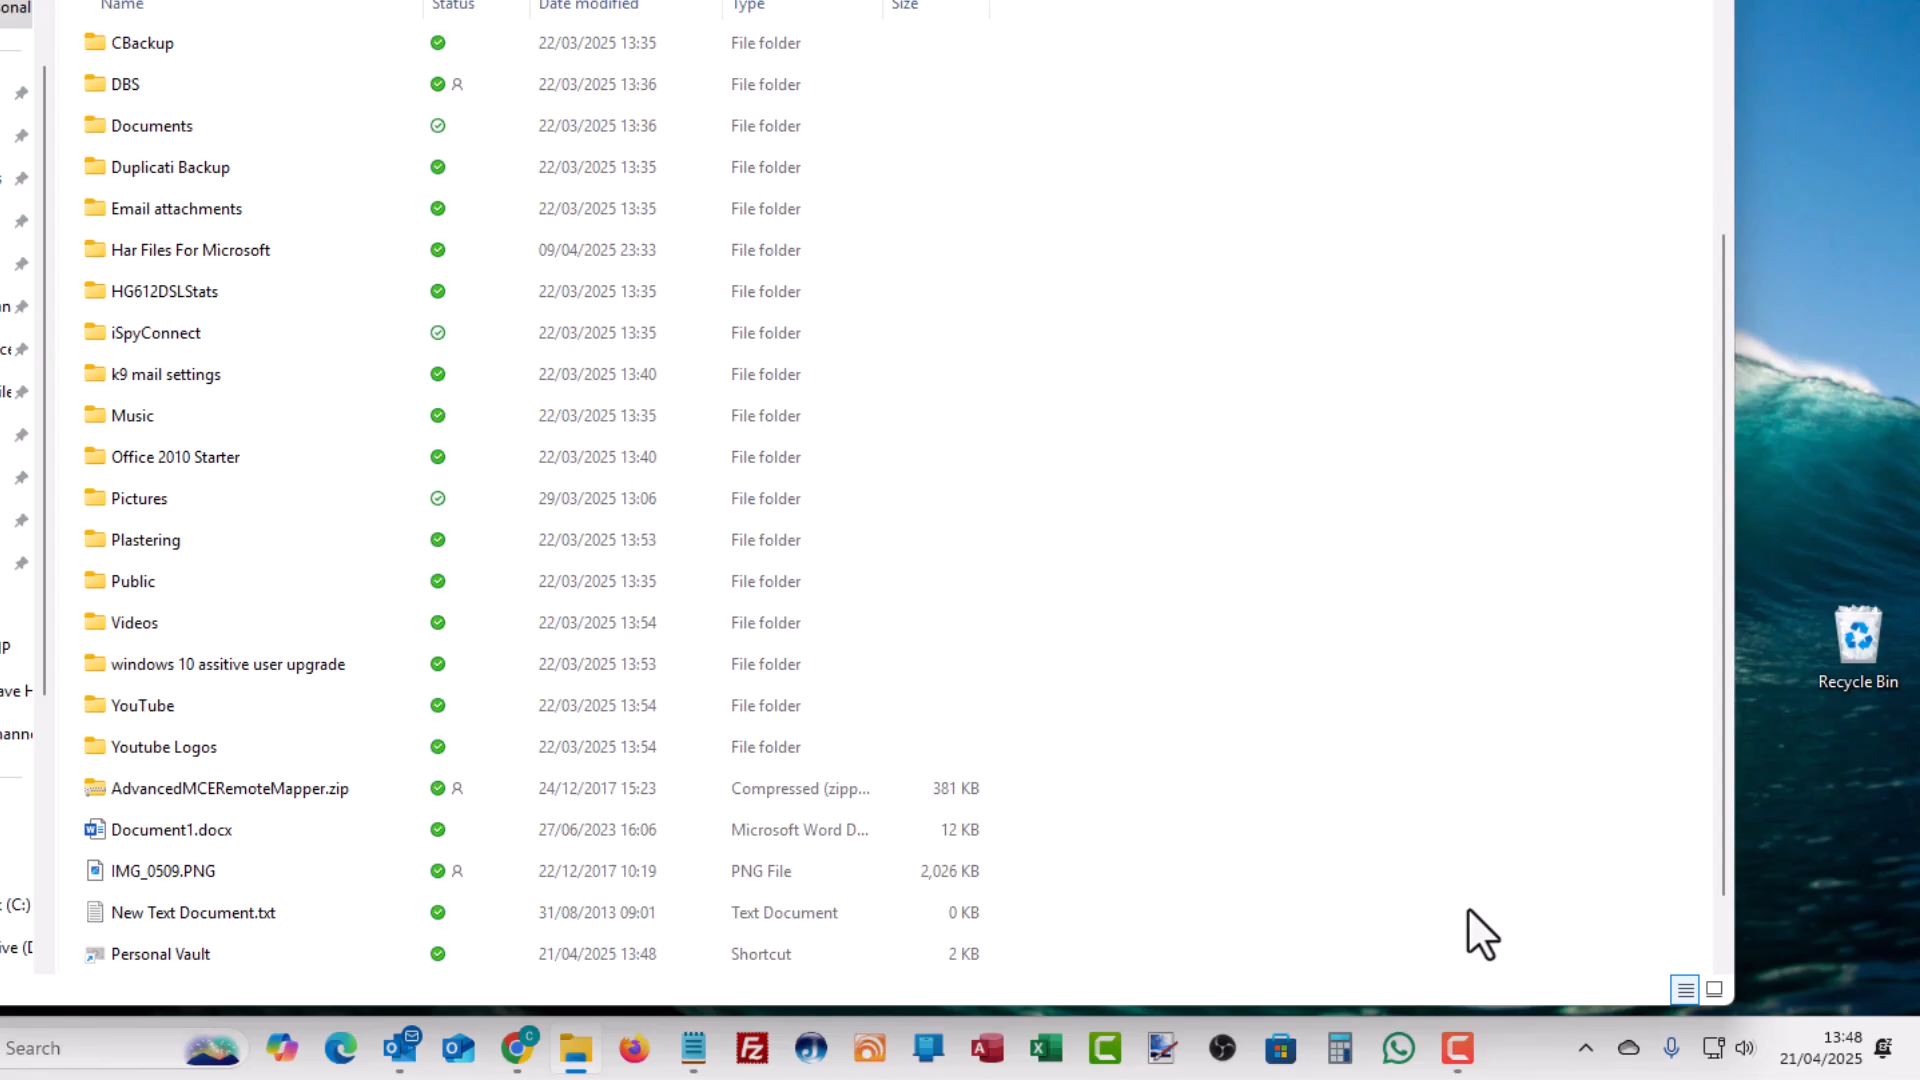 onal
Name Status Date modified Type Size
CBackup 22/03/2025 13:35 File folder
DBS 22/03/2025 13:36 File folder
Documents 22/03/2025 13:36 File folder
Duplicati Backup 22/03/2025 13:35 File folder
Email attachments 22/03/2025 13:35 File folder
Har Files For Microsoft 09/04/2025 23:33 File folder
HG612DSLStats 22/03/2025 13:35 File folder
iSpyConnect 22/03/2025 13:35 File folder
k9 mail settings 22/03/2025 13:40 File folder
Music 22/03/2025 13:35 File folder
Office 2010 Starter 22/03/2025 13:40 File folder
Pictures 29/03/2025 13:06 File folder
Plastering 22/03/2025 13:53 File folder
Public 22/03/2025 13:35 File folder
Videos 22/03/2025 13:54 File folder
windows 10 assitive user upgrade 22/03/2025 13:53 File folder
YouTube 22/03/2025 13:54 File folder
Youtube Logos 22/03/2025 13:54 File folder
AdvancedMCERemoteMapper.zip 24/12/2017 15:23 Compressed (zipp... 381 KB
Document1.docx 27/06/2023 16:06 Microsoft Word D... 12 KB
IMG_0509.PNG 22/12/2017 10:19 PNG File 2,026 KB
New Text Document.txt 31/08/2013 09:01 Text Document 0 KB
Personal Vault 21/04/2025 13:48 Shortcut 2 KB
(C:)
Recycle Bin
Search
13:48
21/04/2025